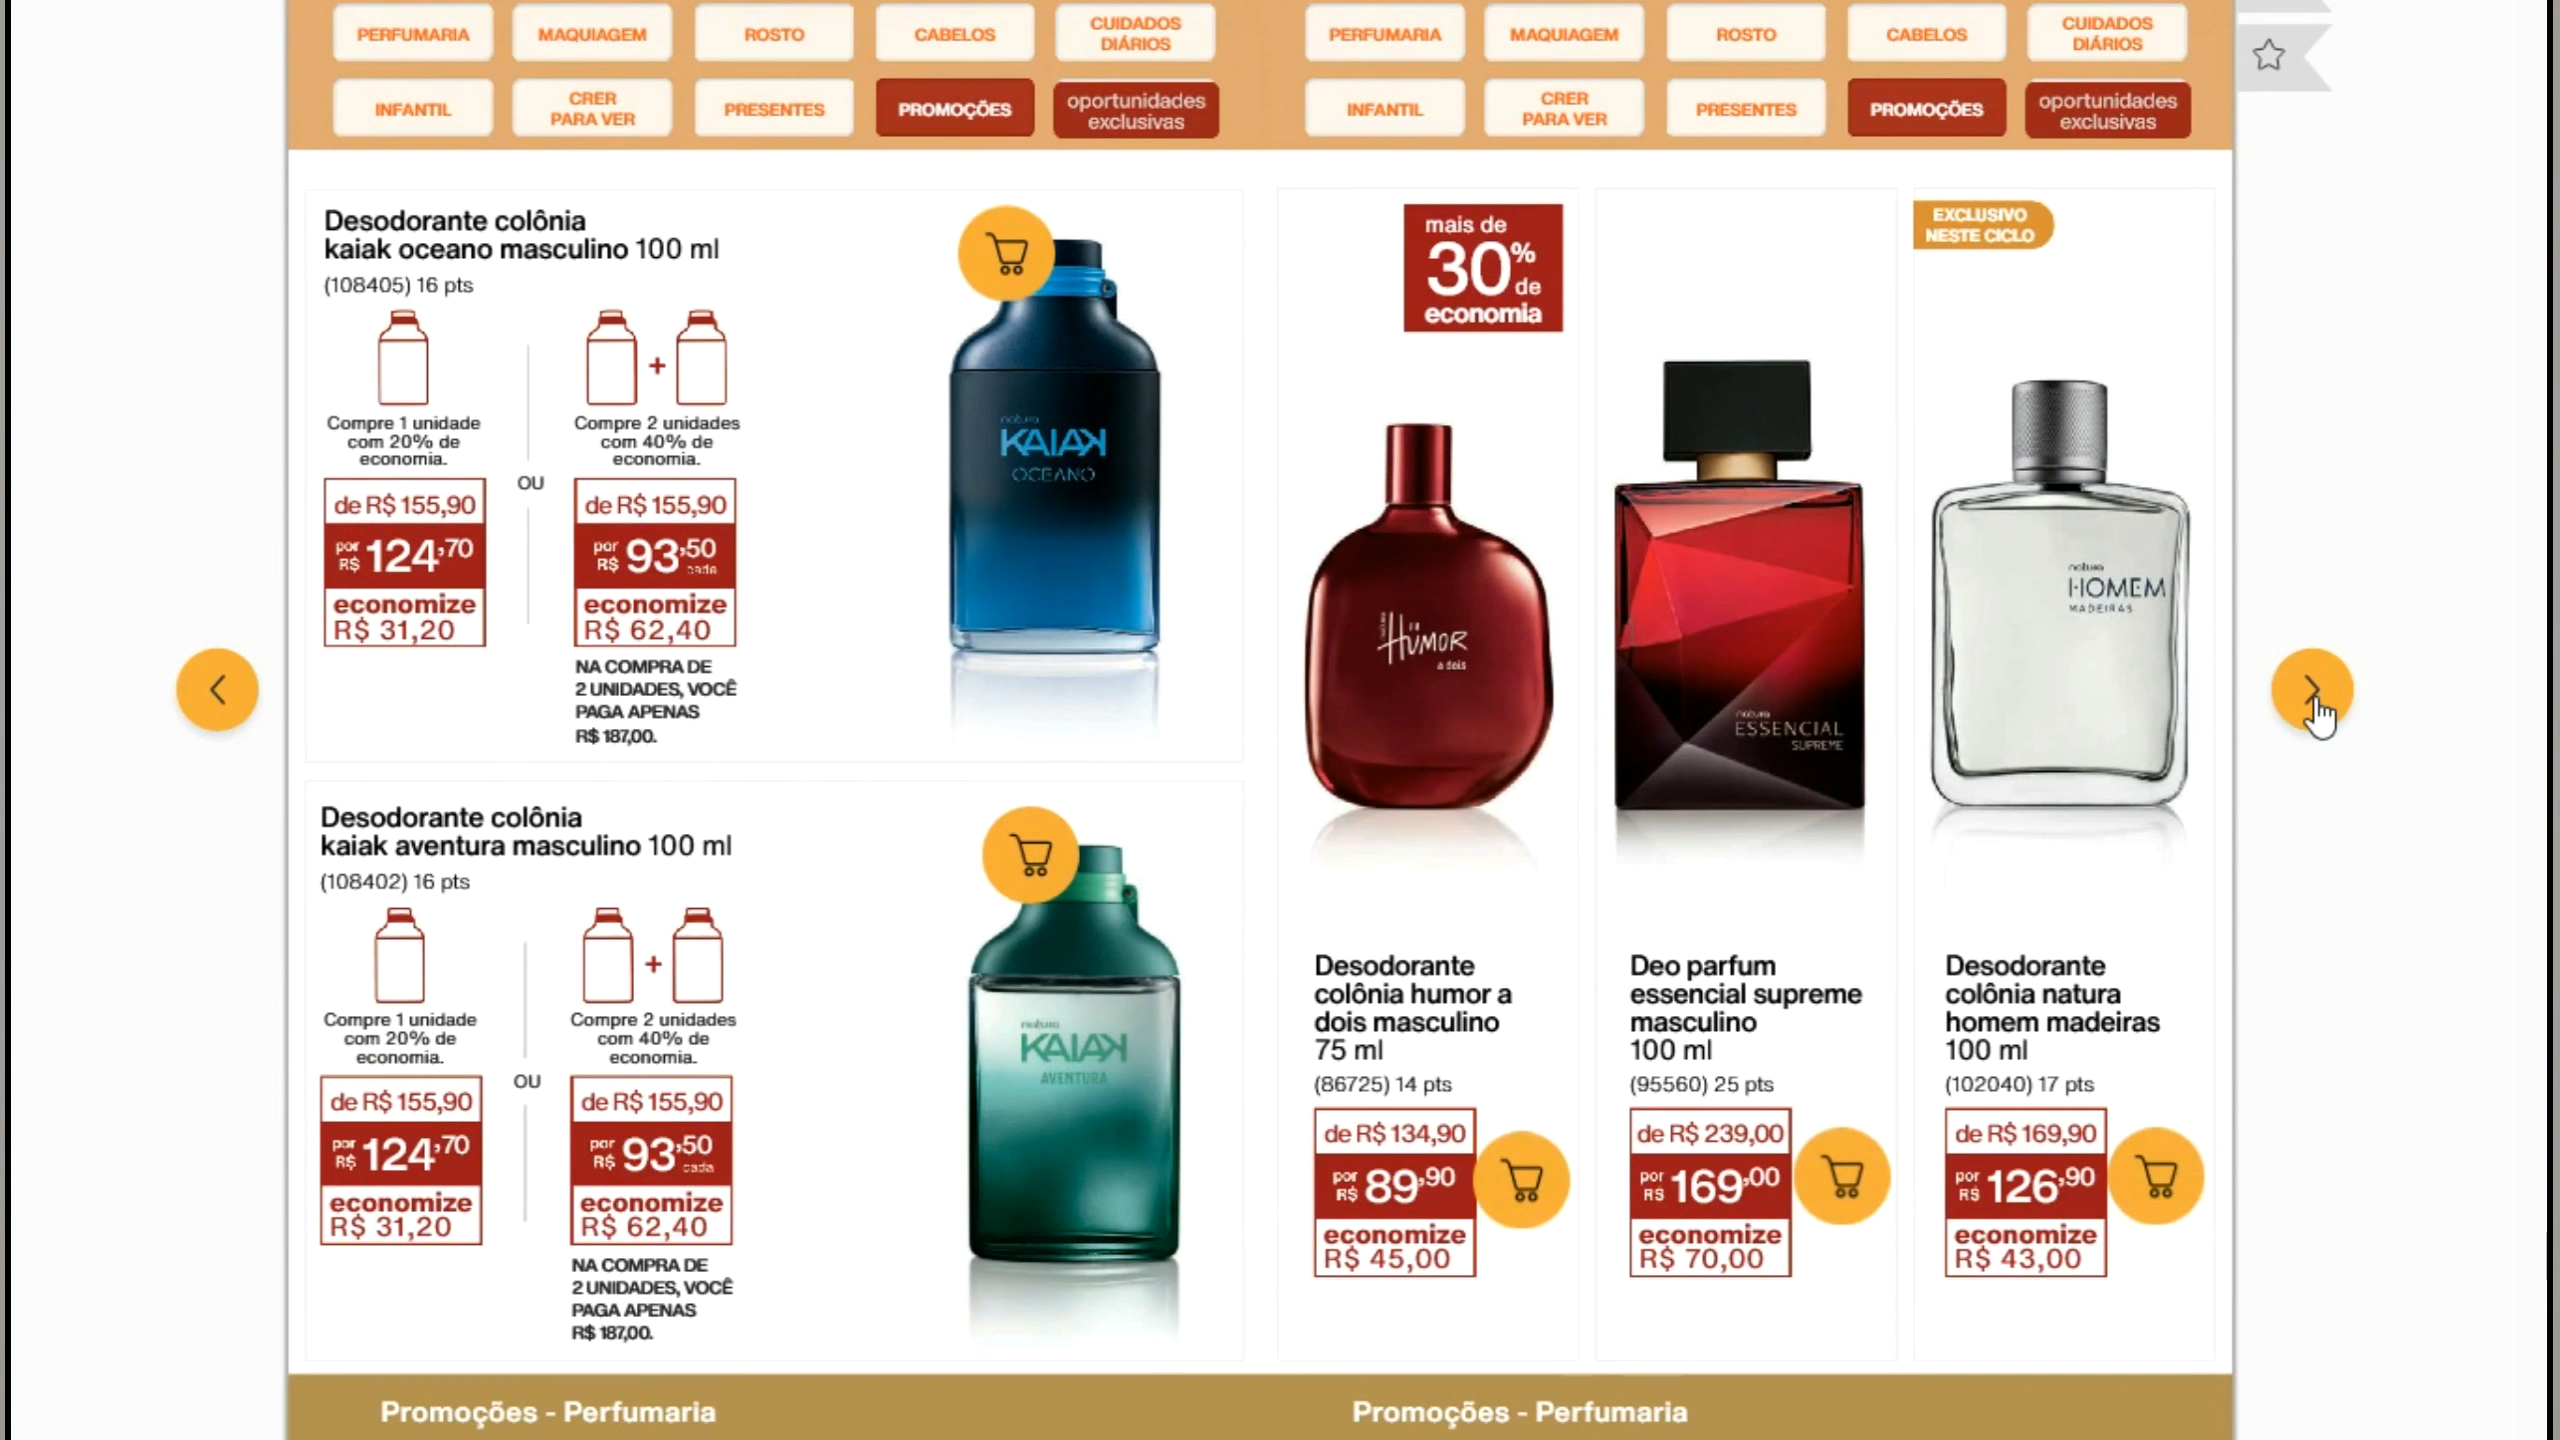 PERFUMARIA
MAQUIAGEM
ROSTO
CABELOS
CUIDADOS
DIÁRIOS
INFANTIL
CRER
PARA VER
PRESENTES
PROMOÇÕES
oportunidades
exclusivas
PERFUMARIA
MAQUIAGEM
ROSTO
CABELOS
CUIDADOS
DIÁRIOS
INFANTIL
CRER
PARA VER
PRESENTES
PROMOÇÕES
oportunidades
exclusivas
Desodorante colônia
kaiak oceano masculino 100 ml
(108405) 16 pts
+
Compre 1 unidade
com 20% de
economia.
de R$ 155,90
por R$ 124,70
economize
R$ 31,20
OU
Compre 2 unidades
com 40% de
economia.
de R$ 155,90
por R$ 93,50 cada
economize
R$ 62,40
NA COMPRA DE
2 UNIDADES, VOCÊ
PAGA APENAS
R$ 187,00.
natura
KAIAK
OCEANO
Desodorante colônia
kaiak aventura masculino 100 ml
(108402) 16 pts
+
Compre 1 unidade
com 20% de
economia.
de R$ 155,90
por R$ 124,70
economize
R$ 31,20
OU
Compre 2 unidades
com 40% de
economia.
de R$ 155,90
por R$ 93,50 cada
economize
R$ 62,40
NA COMPRA DE
2 UNIDADES, VOCÊ
PAGA APENAS
R$ 187,00.
natura
KAIAK
AVENTURA
mais de
30%
de
economia
natura
HUMOR
a dois
Desodorante
colônia humor a
dois masculino
75 ml
(86725) 14 pts
de R$ 134,90
por R$ 89,90
economize
R$ 45,00
natura
ESSENCIAL
SUPREME
Deo parfum
essencial supreme
masculino
100 ml
(95560) 25 pts
de R$ 239,00
por R$ 169,00
economize
R$ 70,00
EXCLUSIVO
NESTE CICLO
natura
HOMEM
MADEIRAS
Desodorante
colônia natura
homem madeiras
100 ml
(102040) 17 pts
de R$ 169,90
por R$ 126,90
economize
R$ 43,00
Promoções - Perfumaria
Promoções - Perfumaria